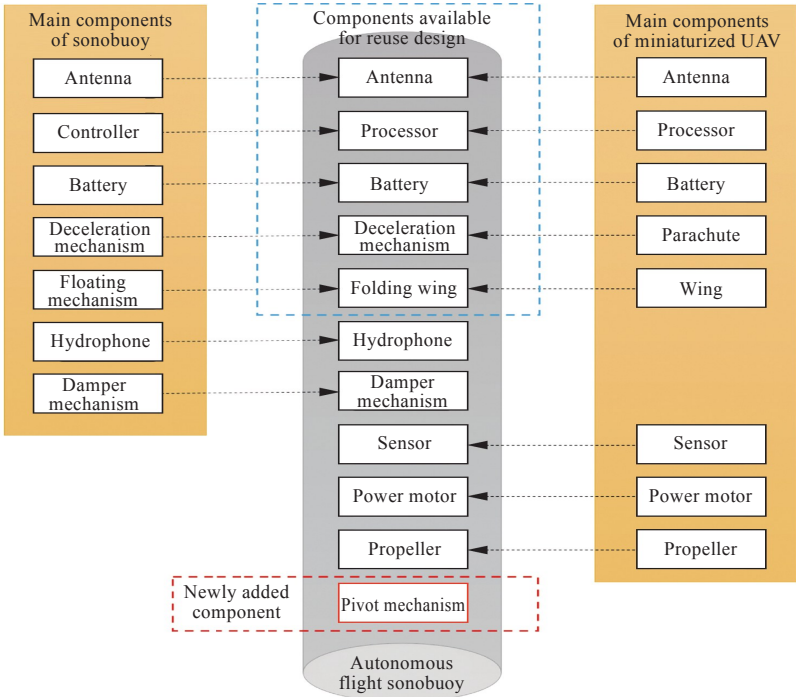 Main components
of sonobuoy
Antenna
Controller
Battery
Deceleration
mechanism
Floating
mechanism
Hydrophone
Damper
mechanism
Components available
for reuse design
Antenna
Processor
Battery
Deceleration
mechanism
Folding wing
Hydrophone
Damper
mechanism
Sensor
Power motor
Propeller
Newly added
component
Pivot mechanism
Autonomous
flight sonobuoy
Main components
of miniaturized UAV
Antenna
Processor
Battery
Parachute
Wing
Sensor
Power motor
Propeller